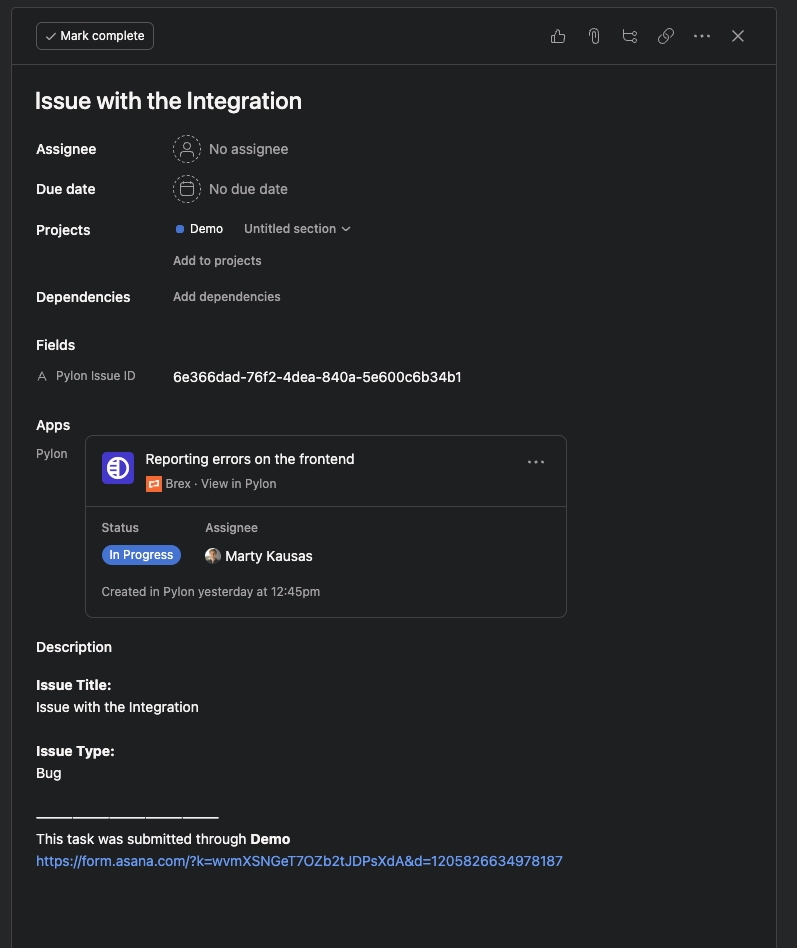 Mark complete
Issue with the Integration
Assignee No assignee
Due date No due date
Projects Demo Untitled section
Add to projects
Dependencies Add dependencies
Fields
Pylon Issue ID 6e366dad-76f2-4dea-840a-5e600c6b34b1
Apps
Pylon
Reporting errors on the frontend
Brex · View in Pylon
Status Assignee
In Progress Marty Kausas
Created in Pylon yesterday at 12:45pm
Description
Issue Title:
Issue with the Integration
Issue Type:
Bug
This task was submitted through Demo
https://form.asana.com/?k=wvmXSNGeT7OZb2tJDPsXdA&d=1205826634978187